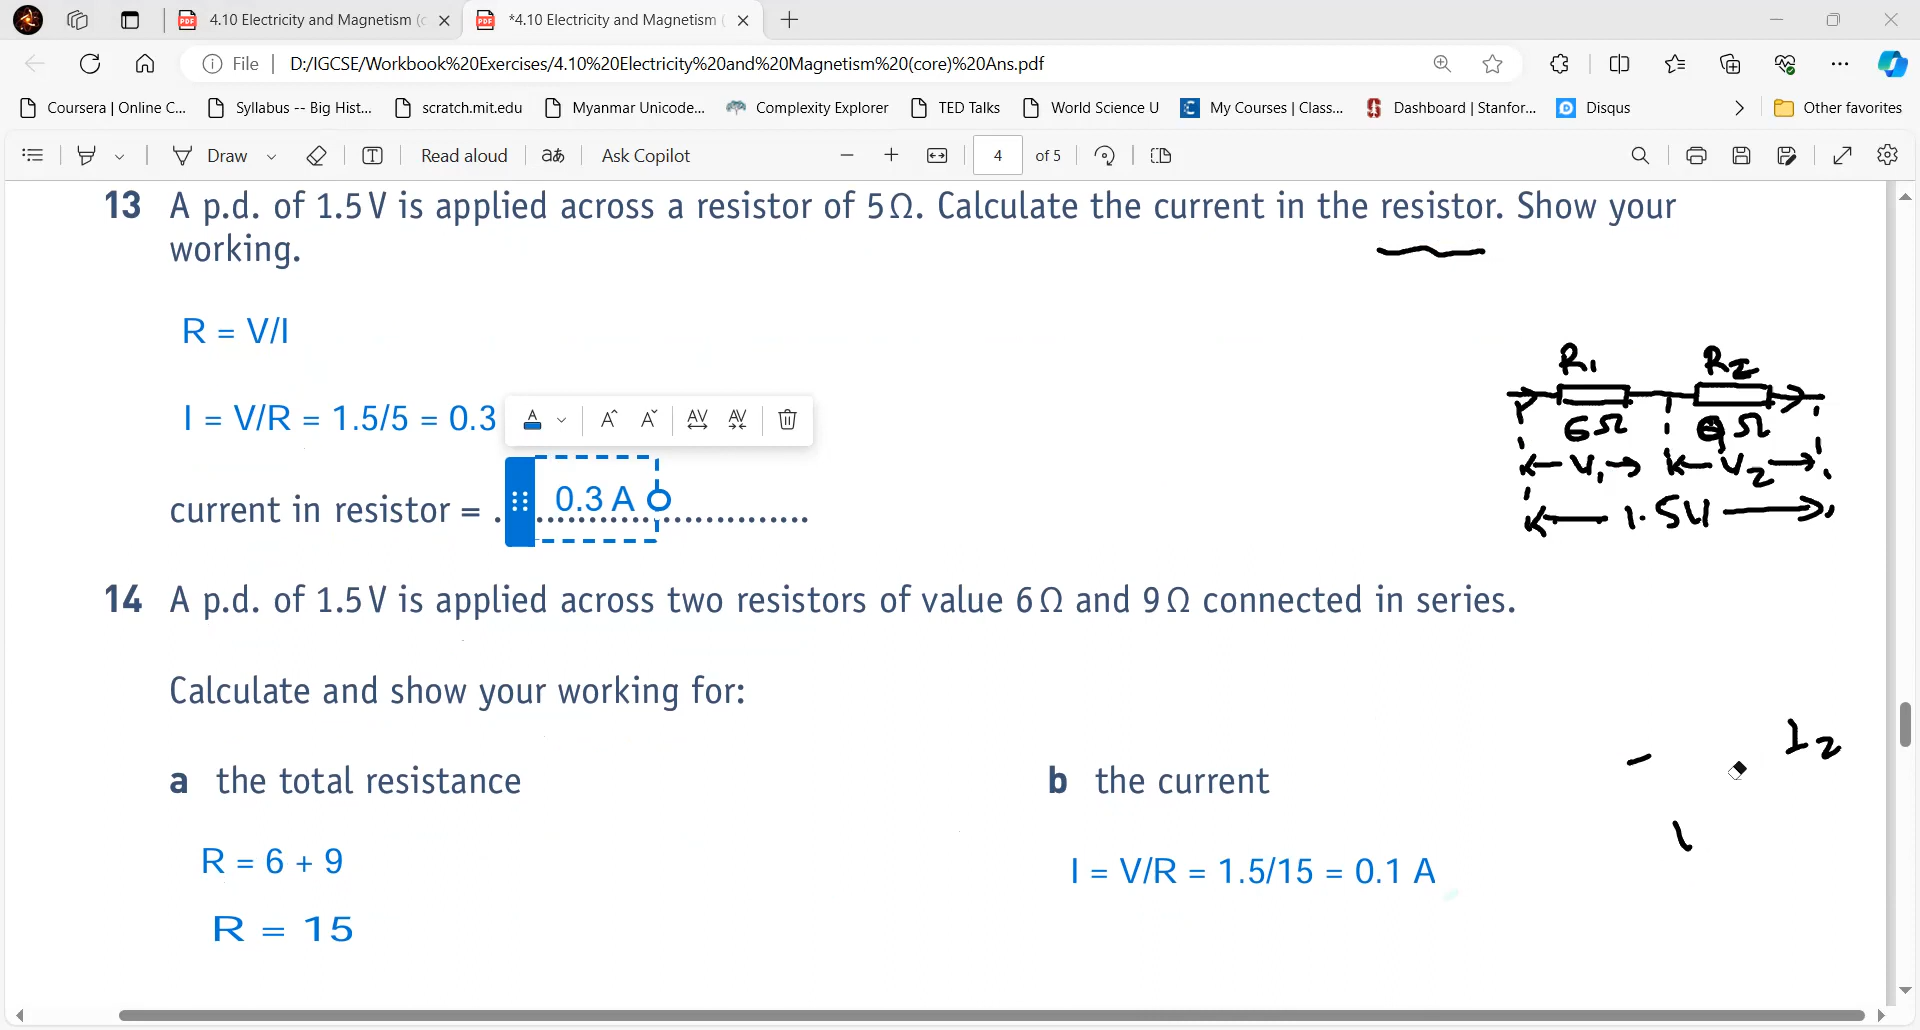 4.10 Electricity and Magnetism (c
*4.10 Electricity and Magnetism (
File | D:/IGCSE/Workbook%20Exercises/4.10%20Electricity%20and%20Magnetism%20(core)%20Ans.pdf
Coursera | Online C... Syllabus -- Big Hist... scratch.mit.edu Myanmar Unicode... Complexity Explorer TED Talks World Science U My Courses | Class... Dashboard | Stanfor... Disqus Other favorites
Draw Read aloud aあ Ask Copilot 4 of 5
13 A p.d. of 1.5 V is applied across a resistor of 5 Ω. Calculate the current in the resistor. Show your
working.
R = V/I
R1 R2
I = V/R = 1.5/5 = 0.3
6Ω 9Ω
V1 V2
current in resistor = 0.3 A
1.5V
14 A p.d. of 1.5 V is applied across two resistors of value 6 Ω and 9 Ω connected in series.
Calculate and show your working for:
I2
a the total resistance
b the current
R = 6 + 9
I = V/R = 1.5/15 = 0.1 A
R = 15